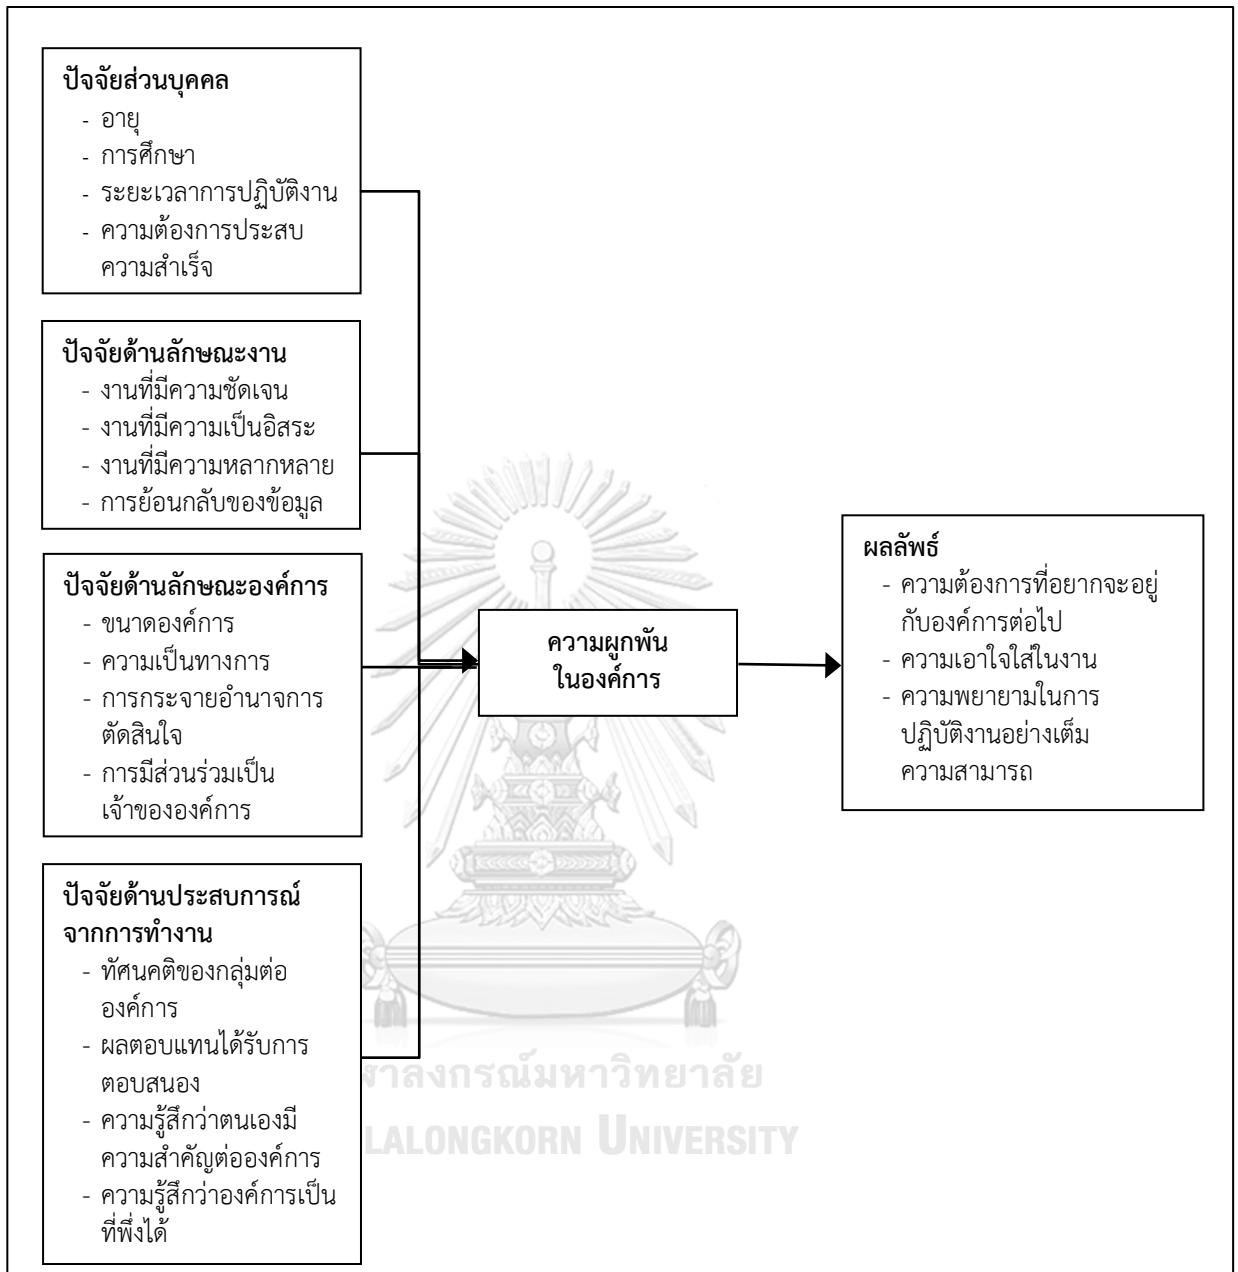 ปัจจัยส่วนบุคคล
- อายุ
- การศึกษา
- ระยะเวลาการปฏิบัติงาน
- ความต้องการประสบ
ความสำเร็จ
ปัจจัยด้านลักษณะงาน
- งานที่มีความชัดเจน
- งานที่มีความเป็นอิสระ
- งานที่มีความหลากหลาย
- การย้อนกลับของข้อมูล
ปัจจัยด้านลักษณะองค์การ
- ขนาดองค์การ
- ความเป็นทางการ
- การกระจายอำนาจการ
ตัดสินใจ
- การมีส่วนร่วมเป็น
เจ้าขององค์การ
ปัจจัยด้านประสบการณ์
จากการทำงาน
- ทัศนคติของกลุ่มต่อ
องค์การ
- ผลตอบแทนได้รับการ
ตอบสนอง
- ความรู้สึกว่าตนเองมี
ความสำคัญต่อองค์การ
- ความรู้สึกว่าองค์การเป็น
ที่พึ่งได้
ความผูกพัน
ในองค์การ
ผลลัพธ์
- ความต้องการที่อยากจะอยู่
กับองค์การต่อไป
- ความเอาใจใส่ในงาน
- ความพยายามในการ
ปฏิบัติงานอย่างเต็ม
ความสามารถ
ฬาลงกรณ์มหาวิทยาลัย
LALONGKORN UNIVERSITY